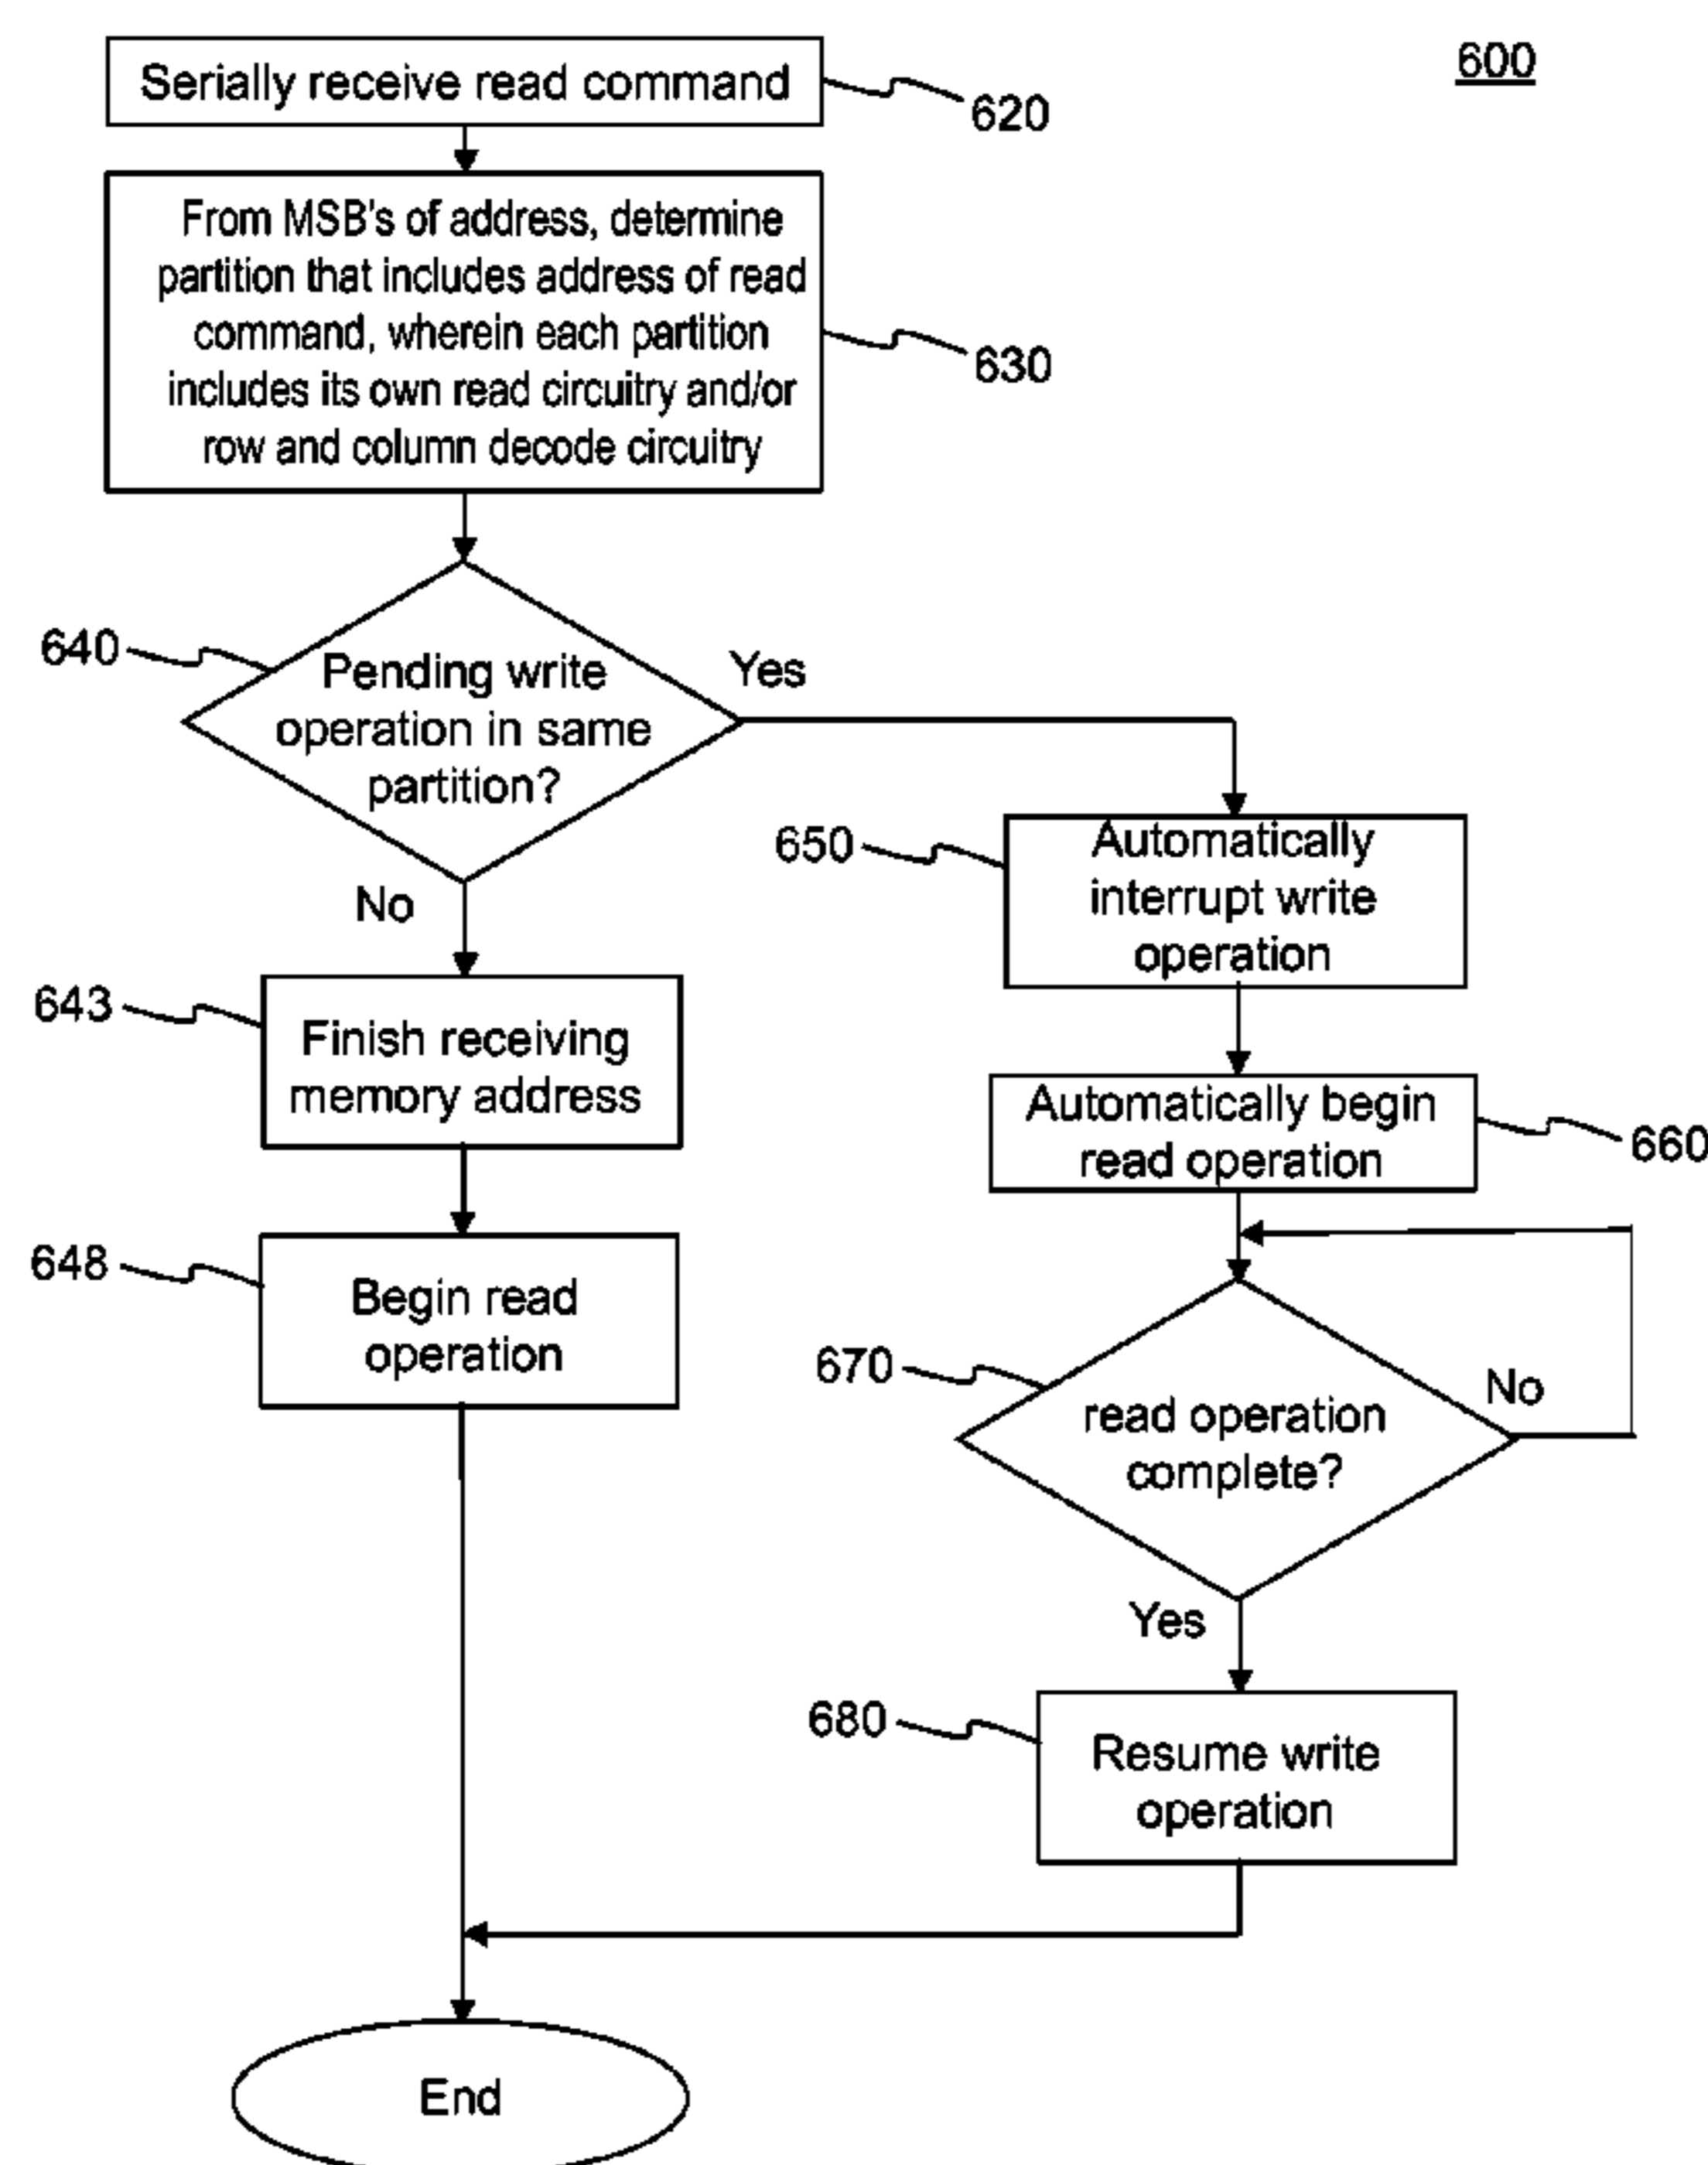 600
Serially receive read command
620
From MSB's of address, determine
partition that includes address of read
command, wherein each partition
includes its own read circuitry and/or
row and column decode circuitry
630
640
Pending write
operation in same
partition?
Yes
No
650
Automatically
interrupt write
operation
643
Finish receiving
memory address
Automatically begin
read operation
660
648
Begin read
operation
670
read operation
complete?
No
Yes
680
Resume write
operation
End